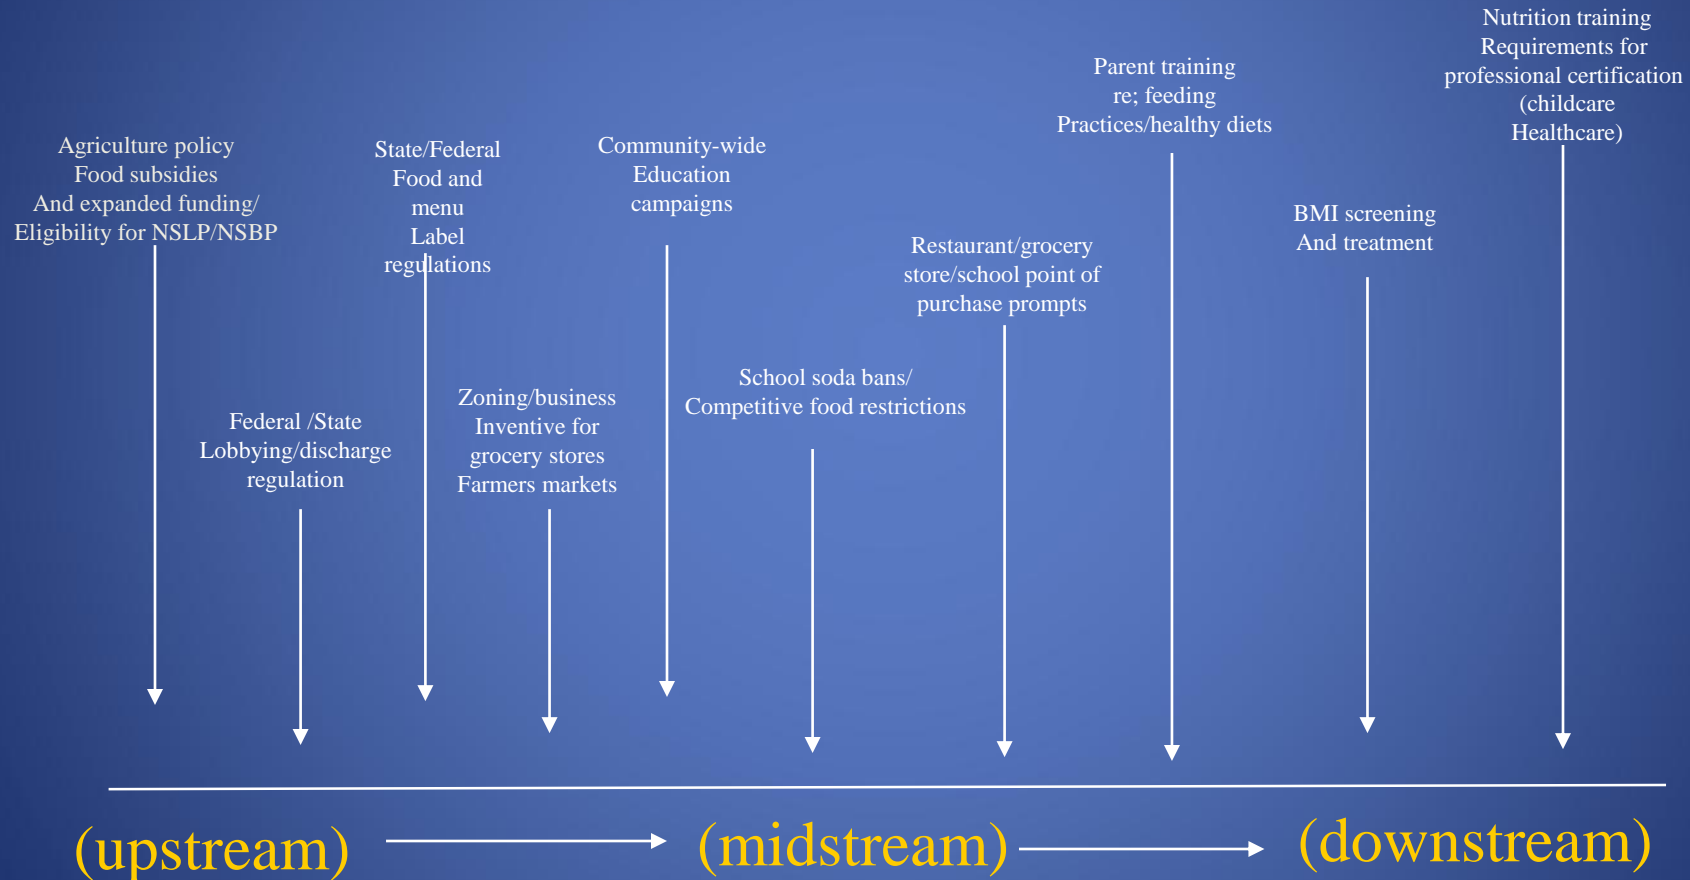 Agriculture policy
Food subsidies
And expanded funding/
Eligibility for NSLP/NSBP
Federal /State
Lobbying/discharge
regulation
State/Federal
Food and
menu
Label
regulations
Zoning/business
Inventive for
grocery stores
Farmers markets
Community-wide
Education
campaigns
School soda bans/
Competitive food restrictions
Restaurant/grocery
store/school point of
purchase prompts
Parent training
re; feeding
Practices/healthy diets
BMI screening
And treatment
Nutrition training
Requirements for
professional certification
(childcare
Healthcare)
(upstream)
(midstream)
(downstream)